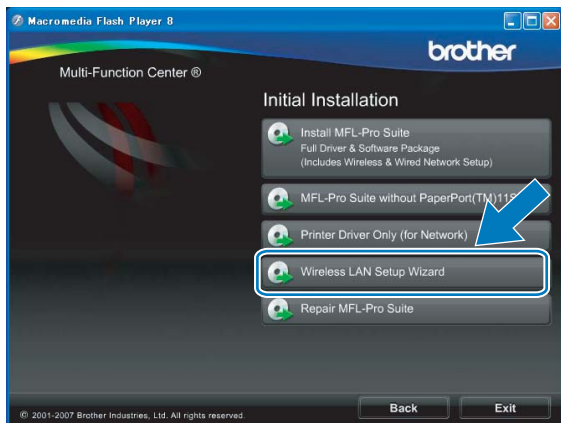 Macromedia Flash Player 8
brother
Multi-Function Center ®
Initial Installation
Install MFL-Pro Suite
Full Driver & Software Package
(Includes Wireless & Wired Network Setup)
MFL-Pro Suite without PaperPort(TM)11S
Printer Driver Only (for Network)
Wireless LAN Setup Wizard
Repair MFL-Pro Suite
© 2001-2007 Brother Industries, Ltd. All rights reserved.
Back
Exit